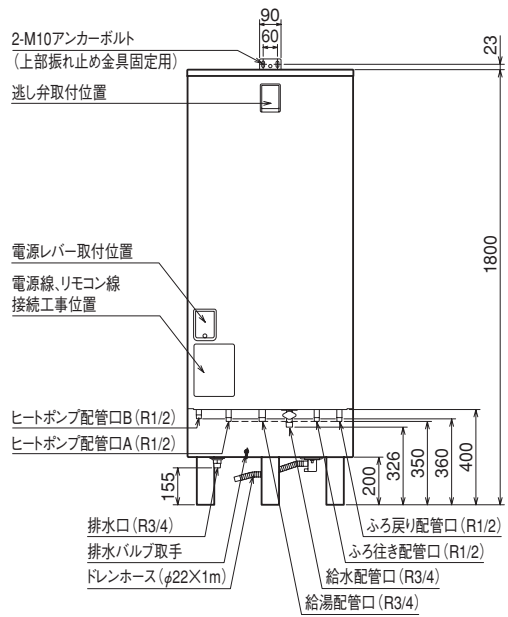 90
60
23
2-M10アンカーボルト
(上部振れ止め金具固定用)
逃し弁取付位置
1800
電源レバー取付位置
電源線、リモコン線
接続工事位置
ヒートポンプ配管口B(R1/2)
ヒートポンプ配管口A(R1/2)
155
200
326
350
360
400
排水口(R3/4)
排水バルブ取手
ドレンホース(φ22×1m)
ふろ戻り配管口(R1/2)
ふろ往き配管口(R1/2)
給水配管口(R3/4)
給湯配管口(R3/4)